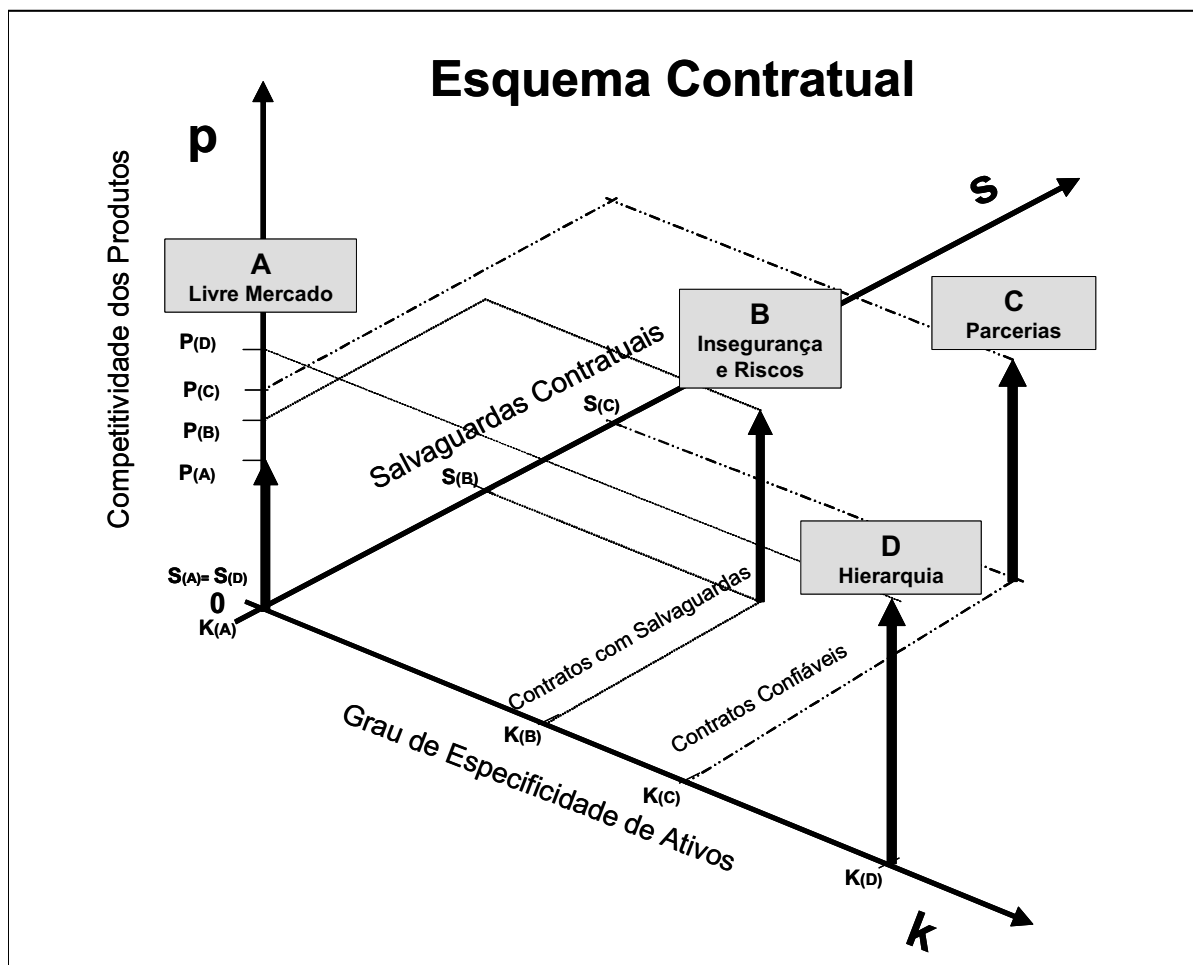 Esquema Contratual
p
s
Competitividade dos Produtos
A
Livre Mercado
B
Insegurança
e Riscos
C
Parcerias
P(D)
P(C)
P(B)
P(A)
Salvaguardas Contratuais
S(C)
S(B)
D
Hierarquia
S(A)= S(D)
0
K(A)
Contratos com Salvaguardas
Contratos Confiáveis
K(B)
K(C)
K(D)
Grau de Especificidade de Ativos
k